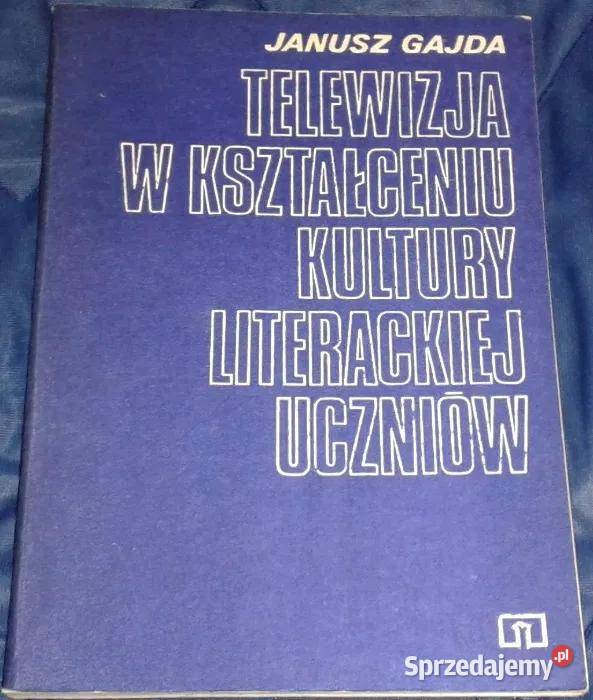 JANUSZ GAJDA
TELEWIZJA
W KSZTAŁCENIU
KULTURY
LITERACKIEJ
UCZNIÓW
Sprzedajemy.pl